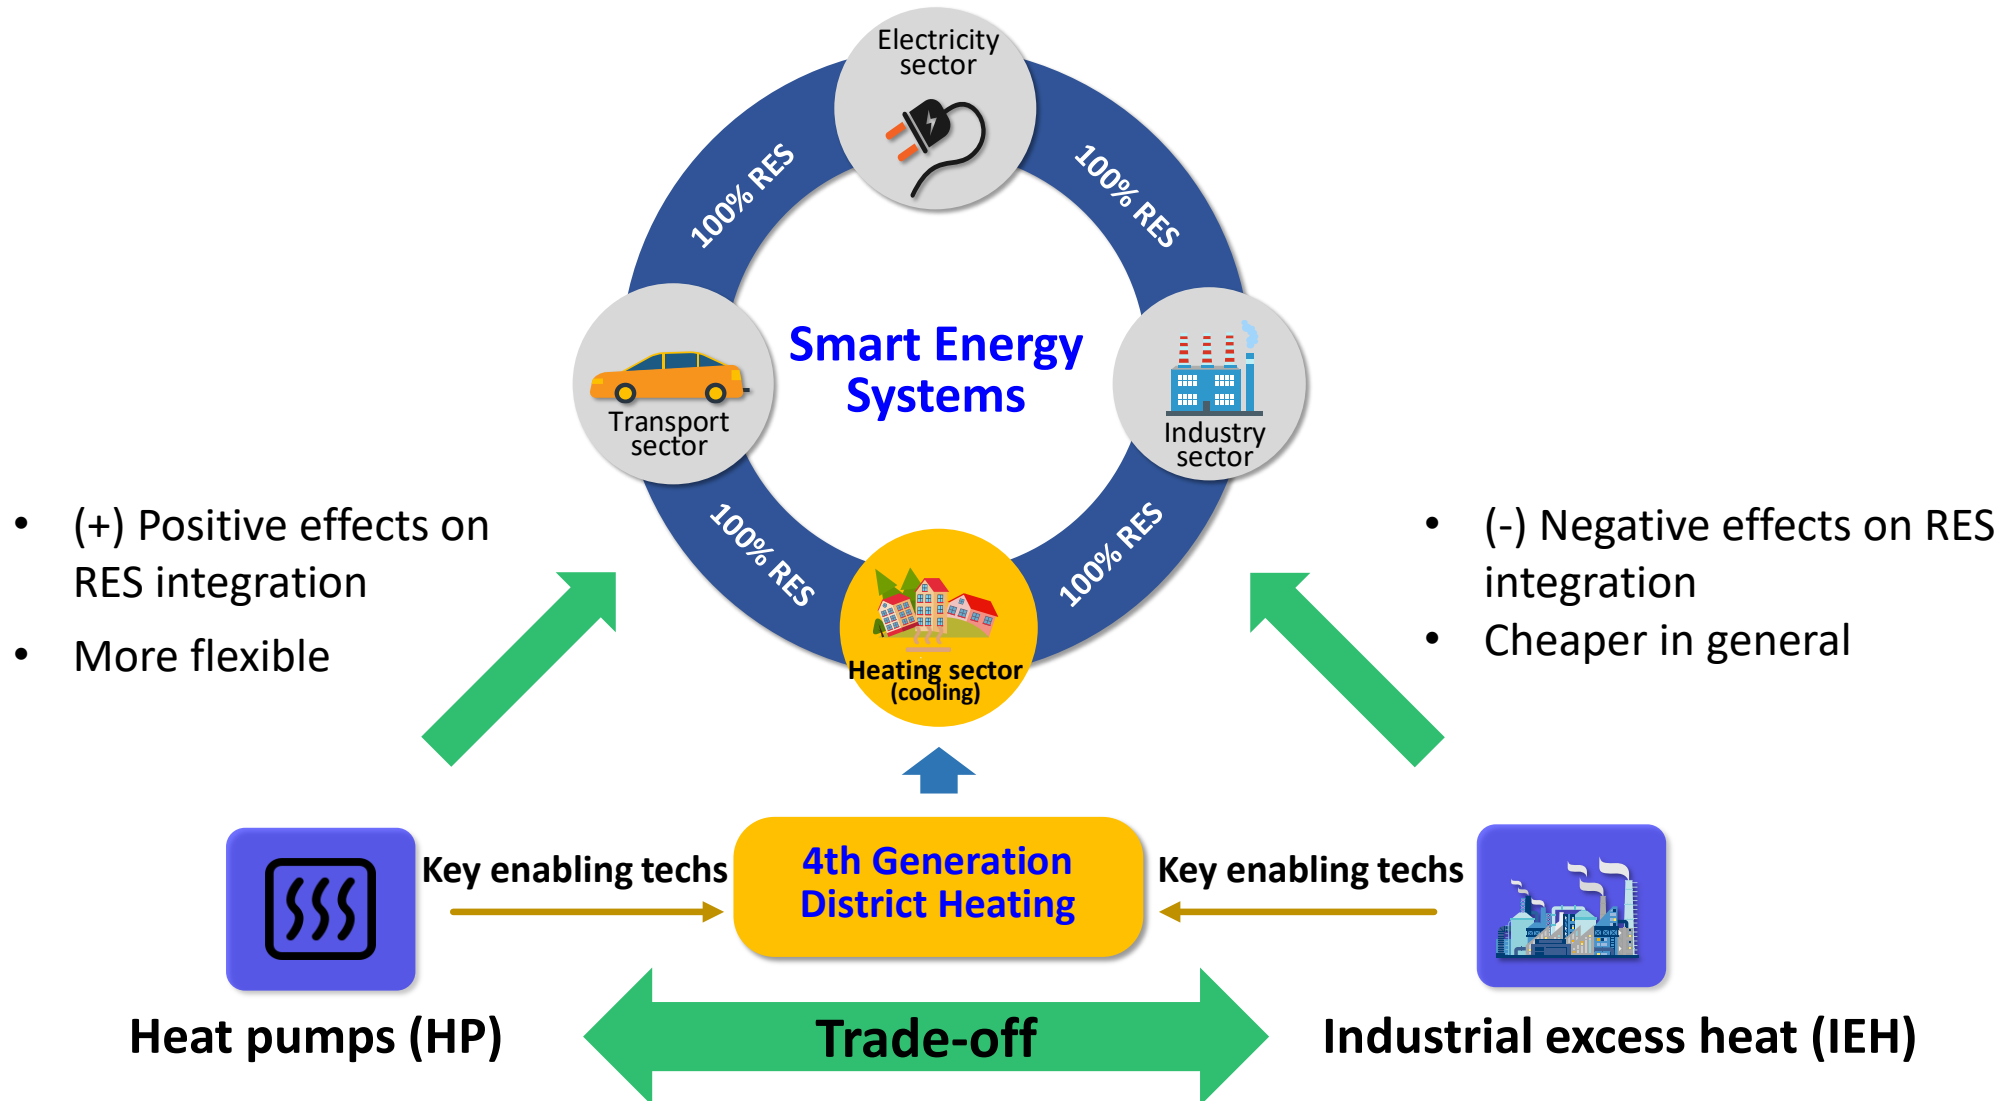 Electricity
sector
100% RES
100% RES
Smart Energy
Systems
Transport
sector
Industry
sector
100% RES
100% RES
Heating sector
(cooling)
• (+) Positive effects on
RES integration
• More flexible
• (-) Negative effects on RES
integration
• Cheaper in general
Key enabling techs
4th Generation
District Heating
Key enabling techs
Heat pumps (HP)
Trade-off
Industrial excess heat (IEH)